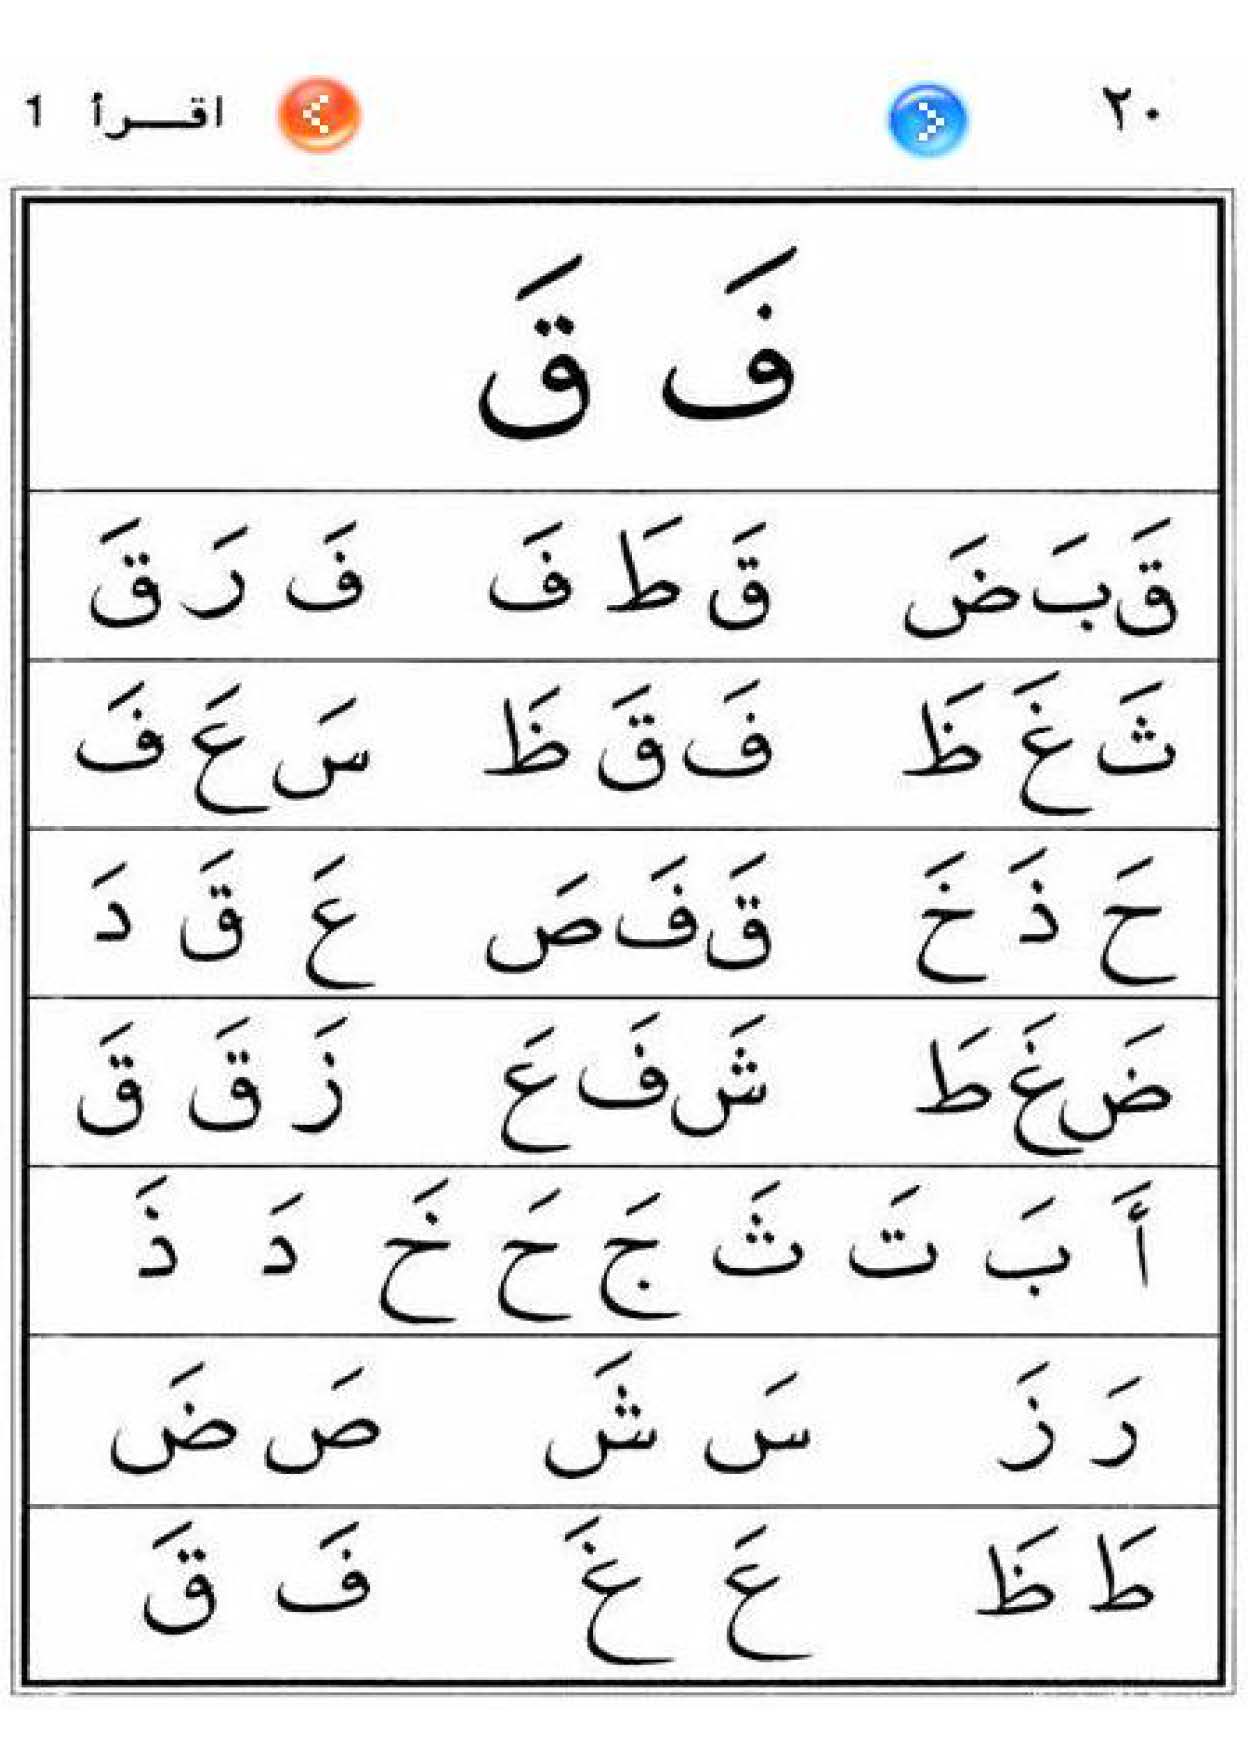 ٢٠ اقـــرأ 1
فَ قَ
قَ بَ ضَ قَ طَ فَ فَ رَ قَ
ثَ غَ ظَ فَ قَ ظَ سَ عَ فَ
حَ ذَ خَ قَ فَ صَ عَ قَ دَ
ضَ غَ طَ شَ فَ عَ زَ قَ قَ
أَ بَ تَ ثَ جَ حَ خَ دَ ذَ
رَ زَ سَ شَ صَ ضَ
طَ ظَ عَ غَ فَ قَ